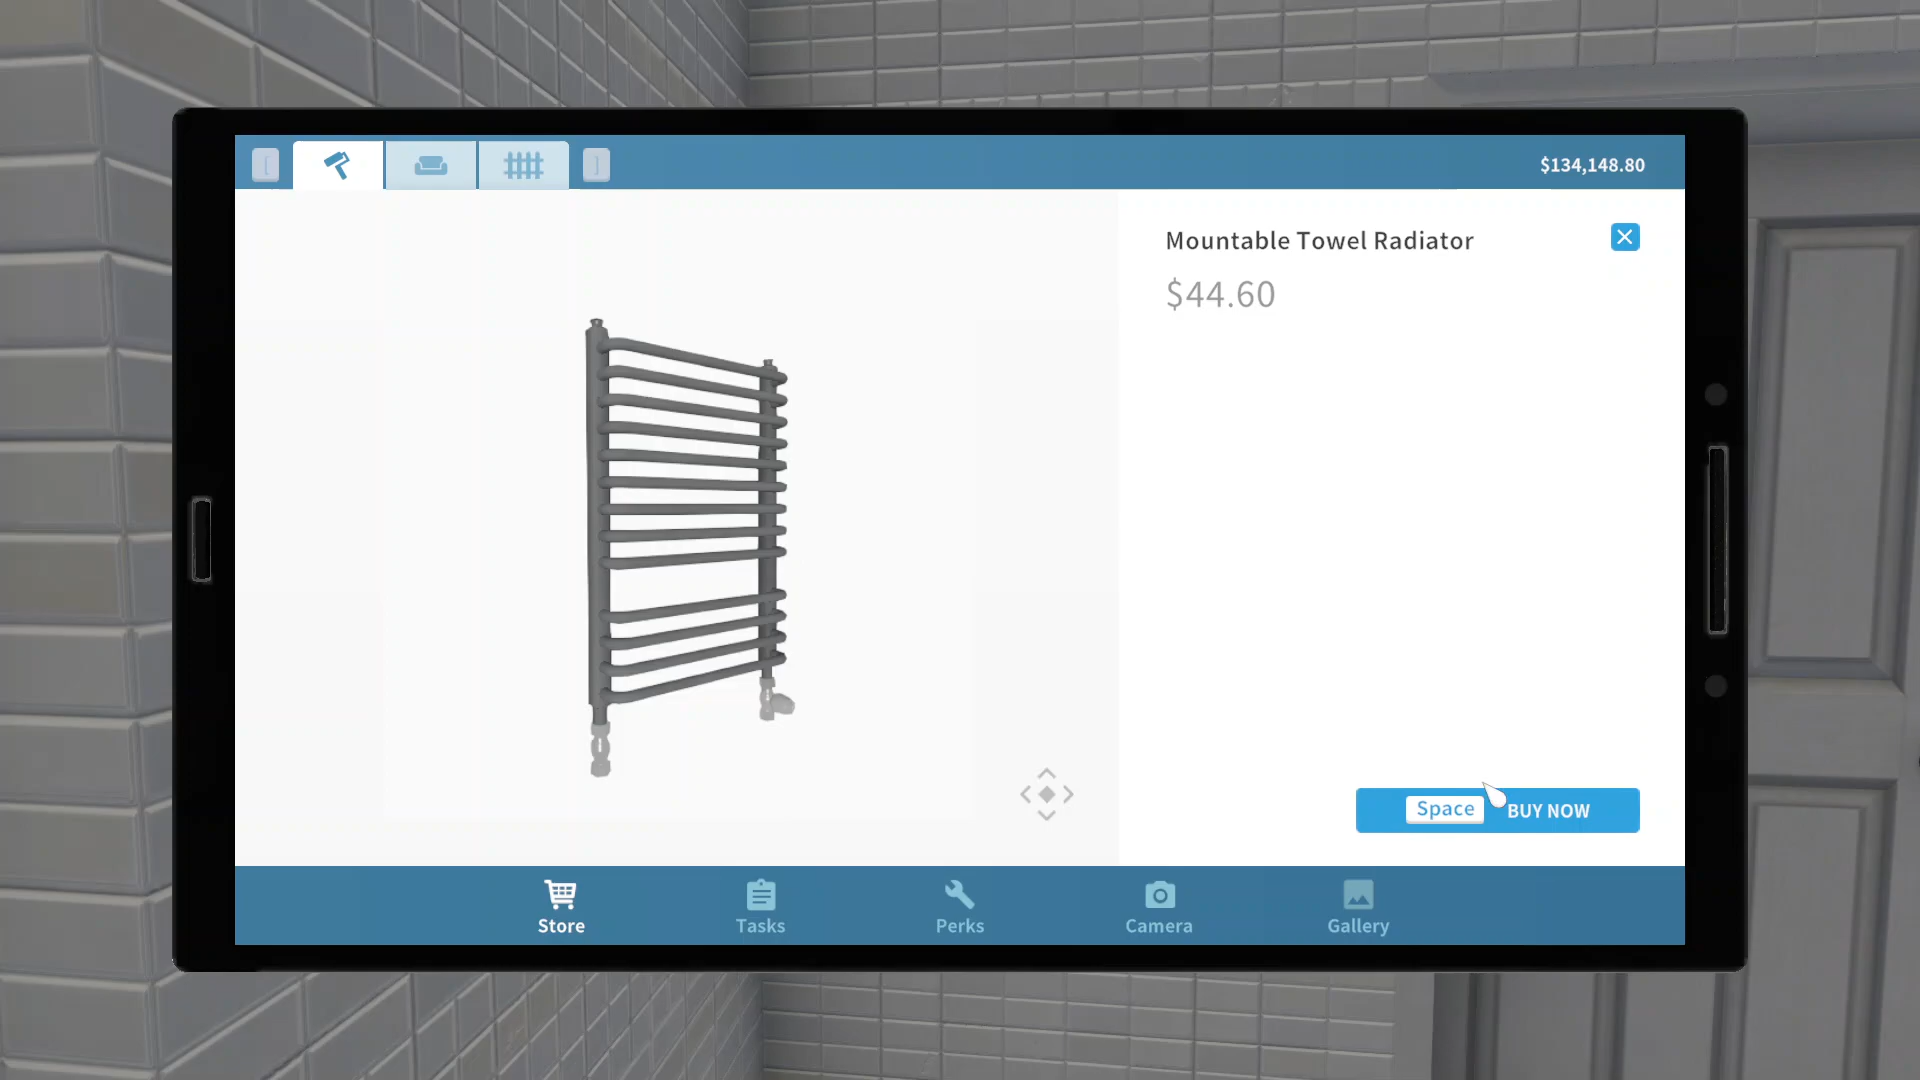 [
]
$134,148.80
Mountable Towel Radiator
$44.60
Space BUY NOW
Store
Tasks
Perks
Camera
Gallery